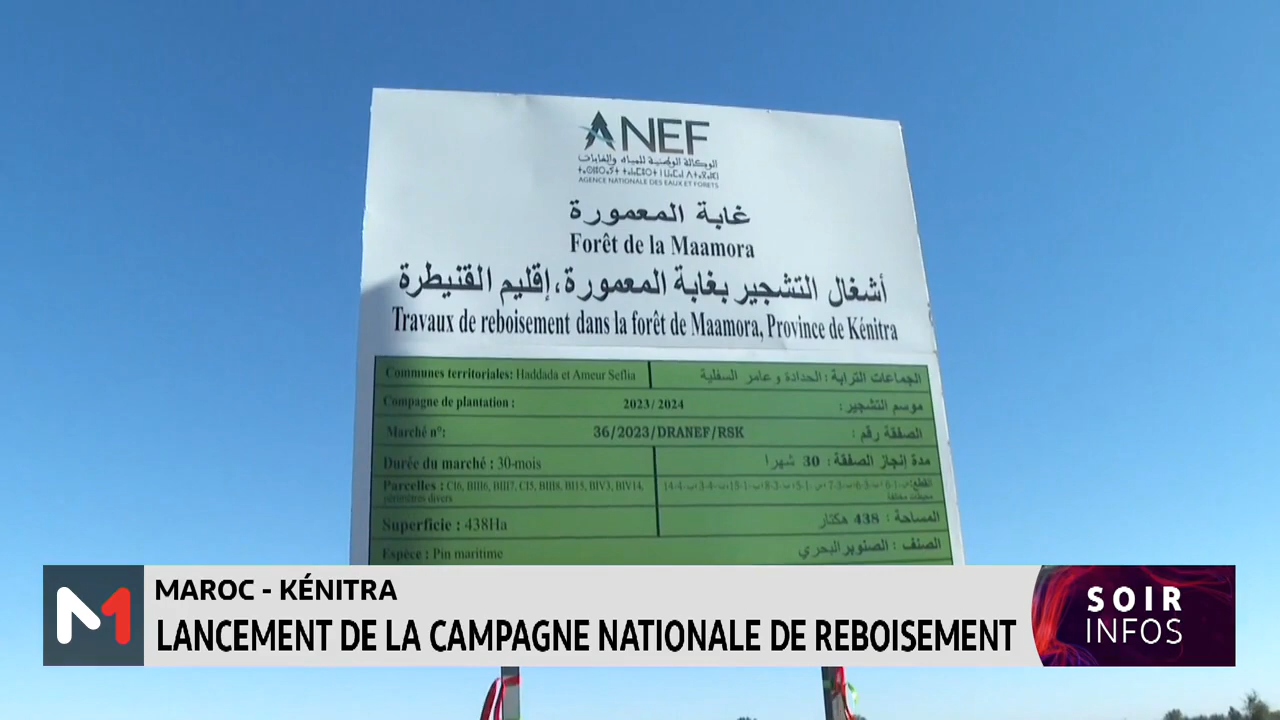 ANEF
الوكالة الوطنية للمياه والغابات
AGENCE NATIONALE DES EAUX ET FORÊTS
غابة المعمورة
Forêt de la Maamora
أشغال التشجير بغابة المعمورة، إقليم القنيطرة
Travaux de reboisement dans la forêt de Maamora, Province de Kénitra
Communes territoriales: Haddada et Ameur Seflia الجماعات الترابة : الحدادة و عامر السفلية
Compagne de plantation : 2023/ 2024 موسم التشجير :
Marché n°: 36/2023/DRANEF/RSK الصفقة رقم :
Durée du marché : 30-mois مدة إنجاز الصفقة : 30 شهرا
Parcelles : CI6, BIII6, BIII7, CI5, BIII8, BI15, BIV3, BIV14, القطع:
périmètres divers
Superficie : 438Ha المساحة : 438 هكتار
Espèce : Pin maritime الصنف : الصنوبر البحري
M1
MAROC - KÉNITRA
LANCEMENT DE LA CAMPAGNE NATIONALE DE REBOISEMENT
SOIR
INFOS